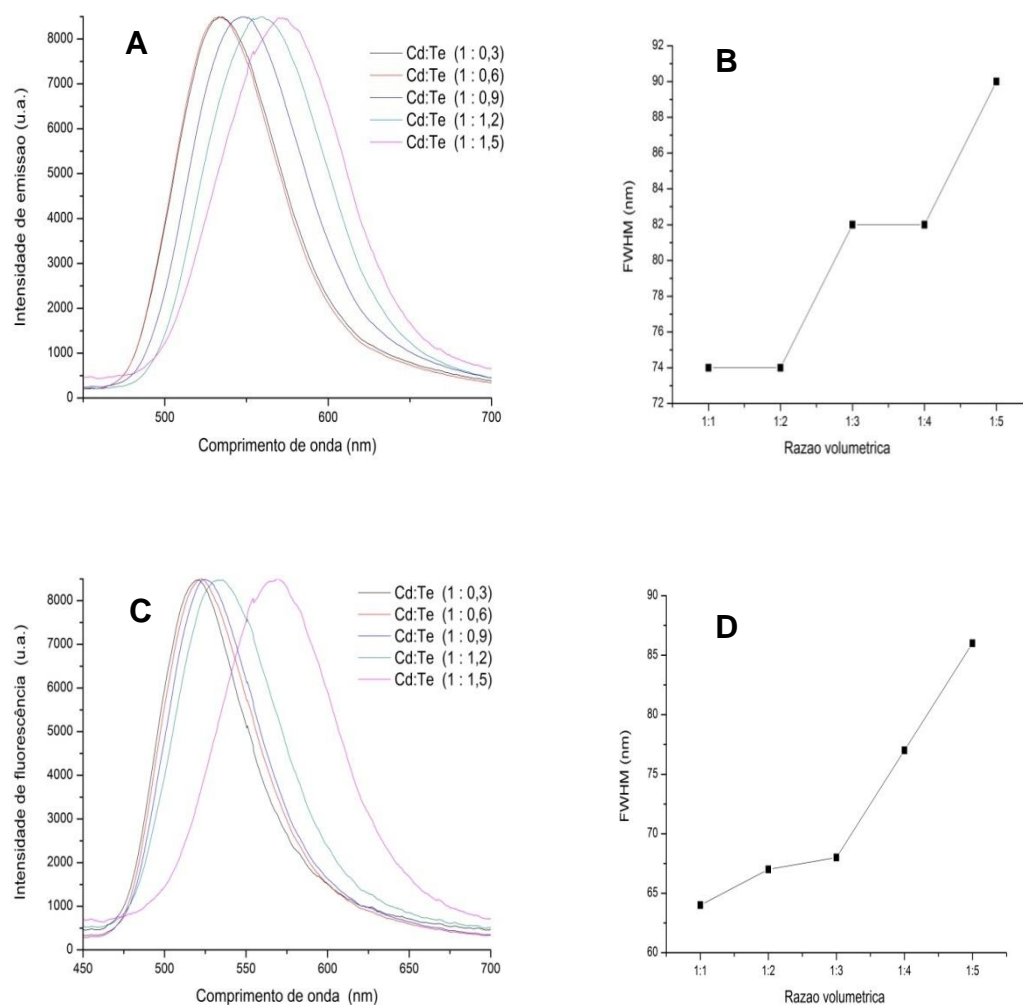 A
Intensidade de emissao (u.a.)
8000
7000
6000
5000
4000
3000
2000
1000
0
500
550
600
700
Comprimento de onda (nm)
Cd:Te (1 : 0,3)
Cd:Te (1 : 0,6)
Cd:Te (1 : 0,9)
Cd:Te (1 : 1,2)
Cd:Te (1 : 1,5)
B
FWHM (nm)
92
90
88
86
84
82
80
78
76
74
72
1:1
1:2
1:3
1:4
1:5
Razao volumetrica
C
Intensidade de fluorescência (u.a.)
8000
7000
6000
5000
4000
3000
2000
1000
0
450
500
550
600
650
700
Comprimento de onda (nm)
Cd:Te (1 : 0,3)
Cd:Te (1 : 0,6)
Cd:Te (1 : 0,9)
Cd:Te (1 : 1,2)
Cd:Te (1 : 1,5)
D
FWHM (nm)
90
85
75
70
65
60
1:1
1:2
1:3
1:4
1:5
Razao volumetrica